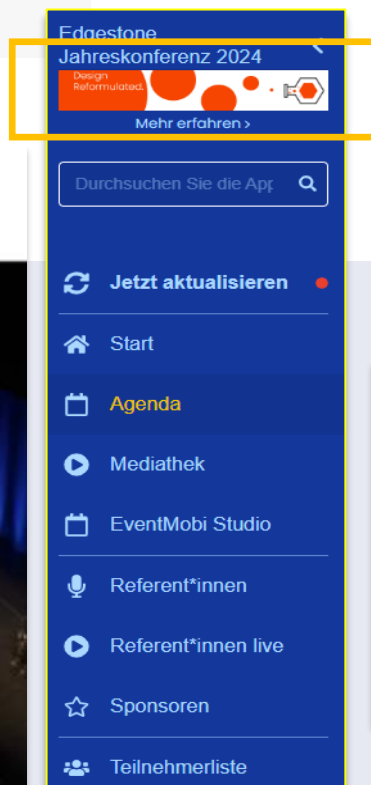 Edgestone
Jahreskonferenz 2024
Design
Reformulated.
Mehr erfahren >
Durchsuchen Sie die App
Jetzt aktualisieren
Start
Agenda
Mediathek
EventMobi Studio
Referent*innen
Referent*innen live
Sponsoren
Teilnehmerliste